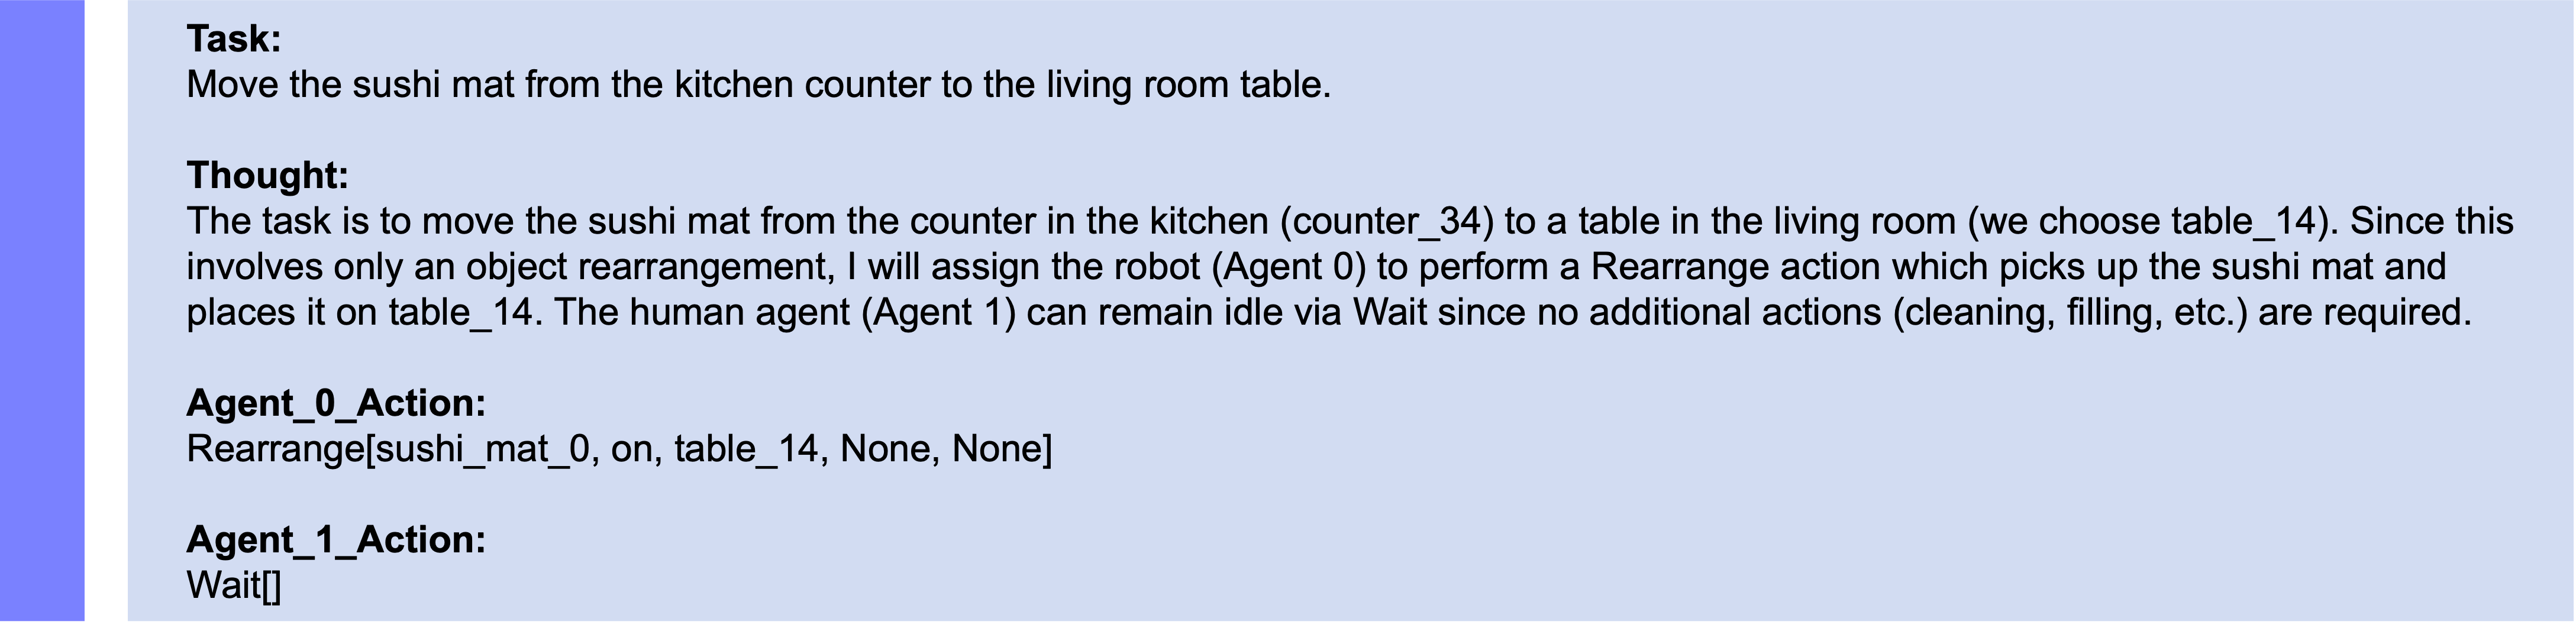 Task:
Move the sushi mat from the kitchen counter to the living room table.
Thought:
The task is to move the sushi mat from the counter in the kitchen (counter_34) to a table in the living room (we choose table_14). Since this
involves only an object rearrangement, I will assign the robot (Agent 0) to perform a Rearrange action which picks up the sushi mat and
places it on table_14. The human agent (Agent 1) can remain idle via Wait since no additional actions (cleaning, filling, etc.) are required.
Agent_0_Action:
Rearrange[sushi_mat_0, on, table_14, None, None]
Agent_1_Action:
Wait[]